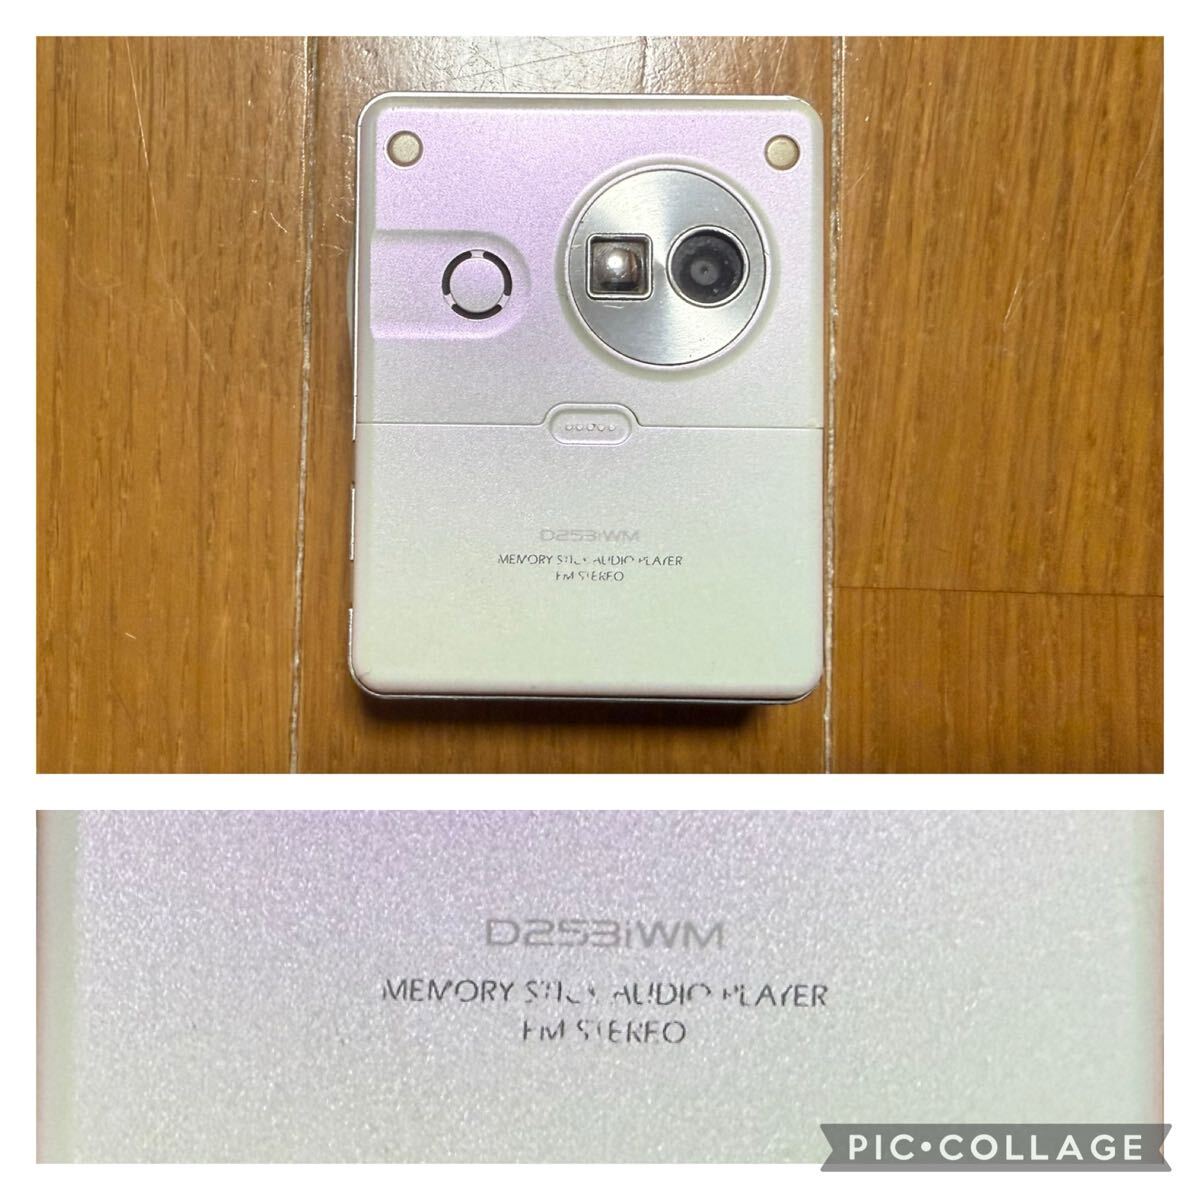 D253iWM
MEMORY STICK AUDIO PLAYER
FM STEREO
D253iWM
MEMORY STICK AUDIO PLAYER
FM STEREO
PIC•COLLAGE